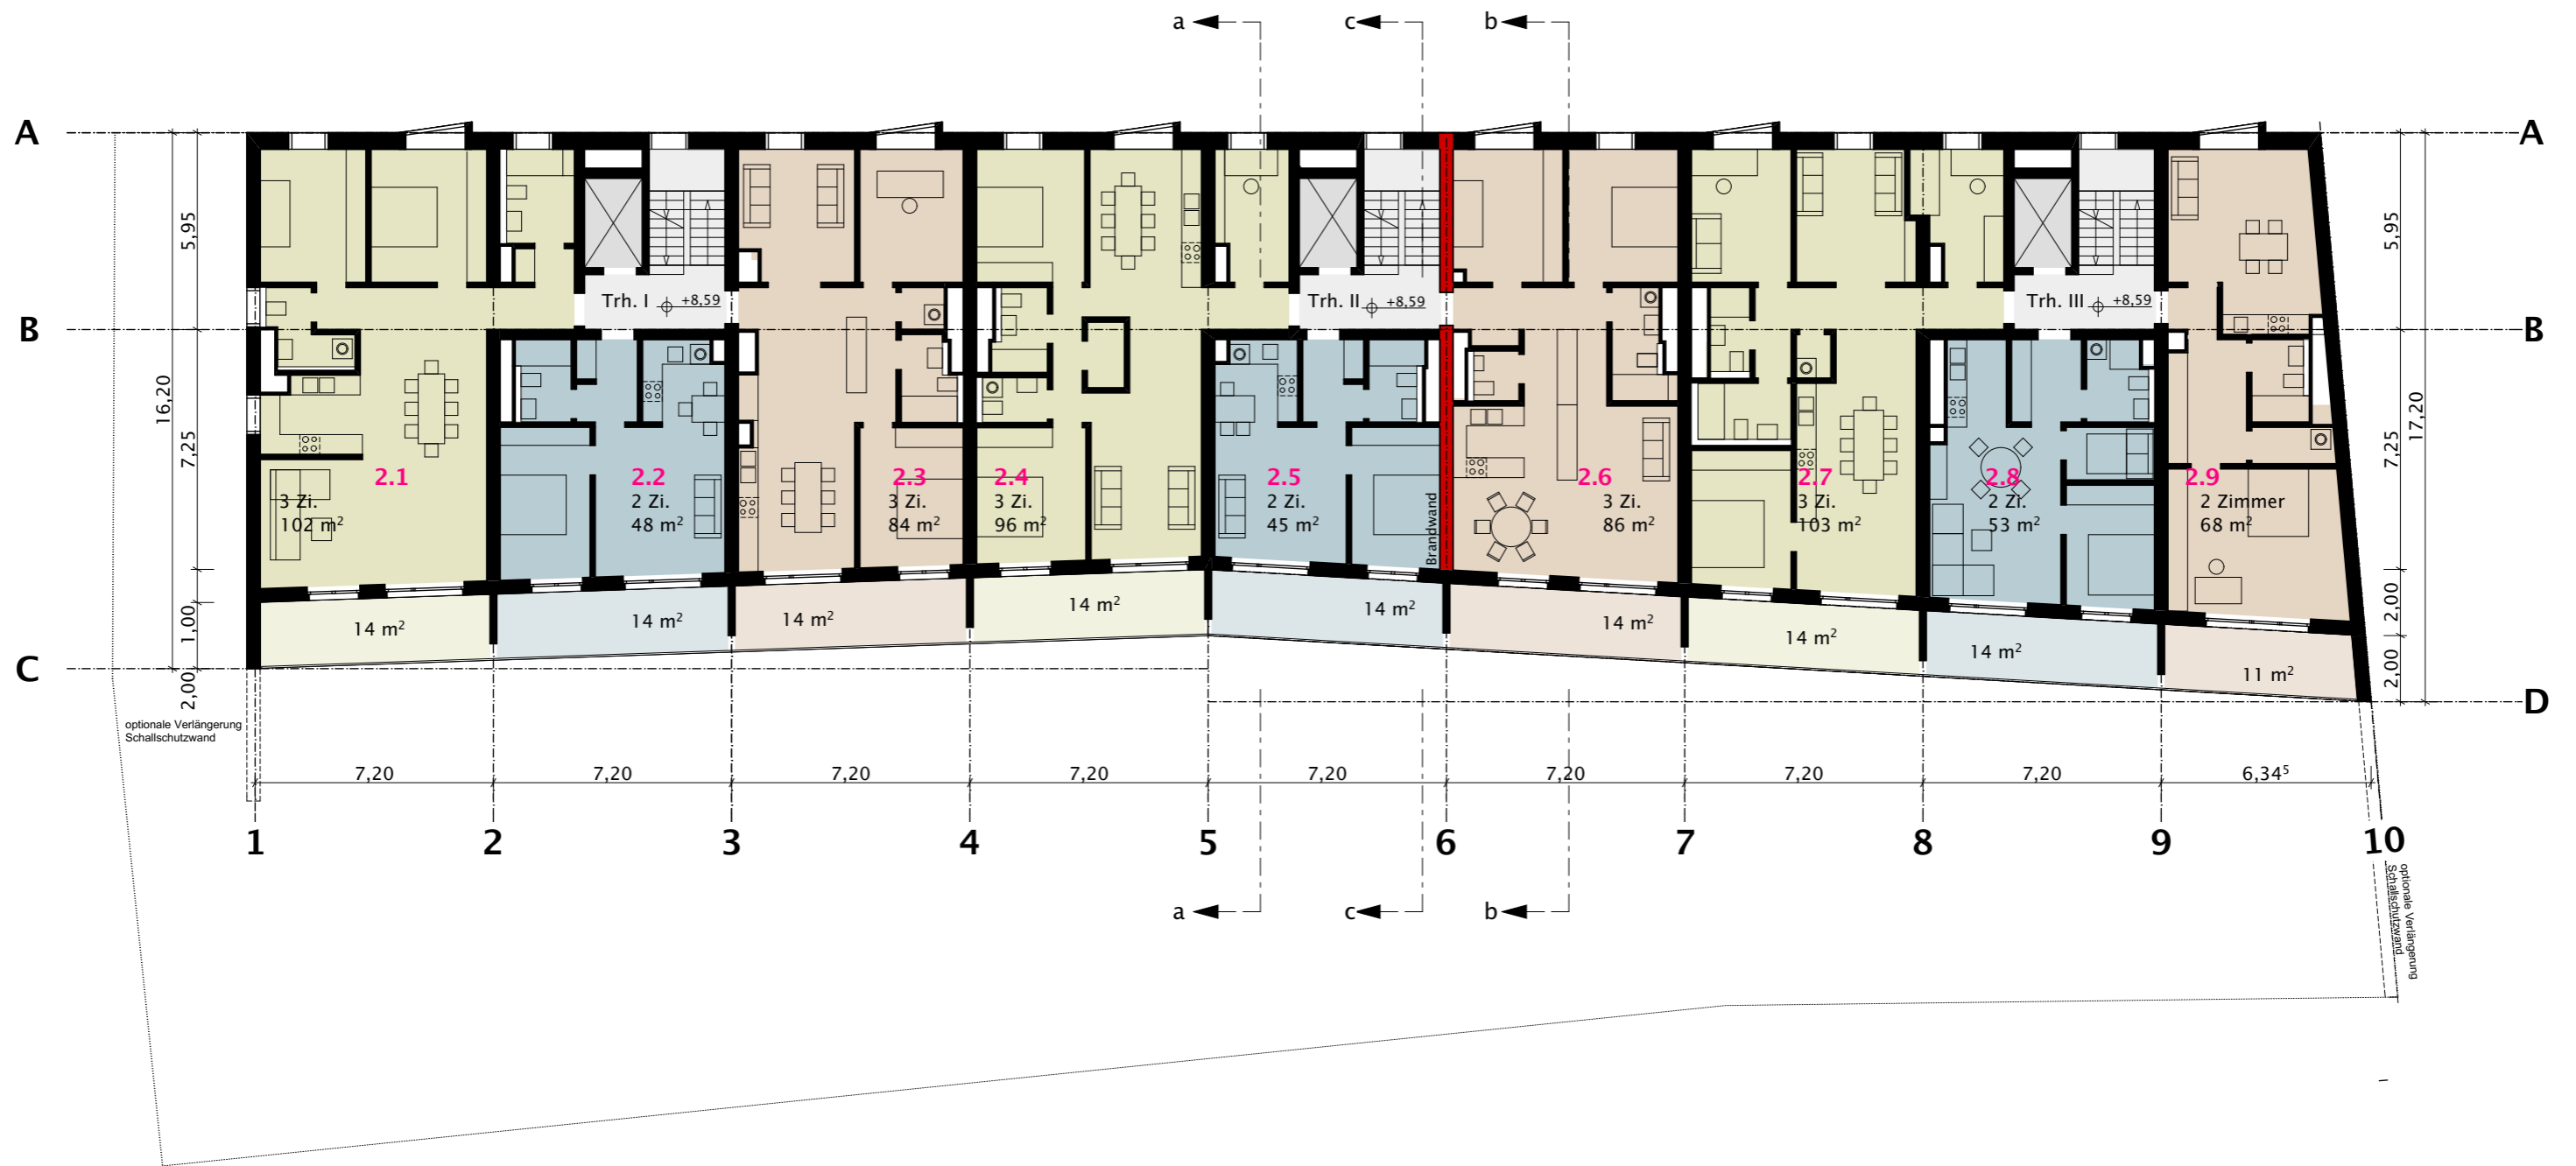 a
c
b
A
A
5,95
5,95
Trh. I
+8,59
Trh. II
+8,59
Trh. III
+8,59
B
B
16,20
17,20
7,25
7,25
2.1
3 Zi.
102 m²
2.2
2 Zi.
48 m²
2.3
3 Zi.
84 m²
2.4
3 Zi.
96 m²
2.5
2 Zi.
45 m²
Brandwand
2.6
3 Zi.
86 m²
2.7
3 Zi.
103 m²
2.8
2 Zi.
53 m²
2.9
2 Zimmer
68 m²
1,00
2,00
14 m²
14 m²
14 m²
14 m²
14 m²
14 m²
14 m²
14 m²
11 m²
C
2,00
2,00
D
optionale Verlängerung
Schallschutzwand
7,20
7,20
7,20
7,20
7,20
7,20
7,20
7,20
6,34⁵
1
2
3
4
5
6
7
8
9
10
optionale Verlängerung
Schallschutzwand
a
c
b